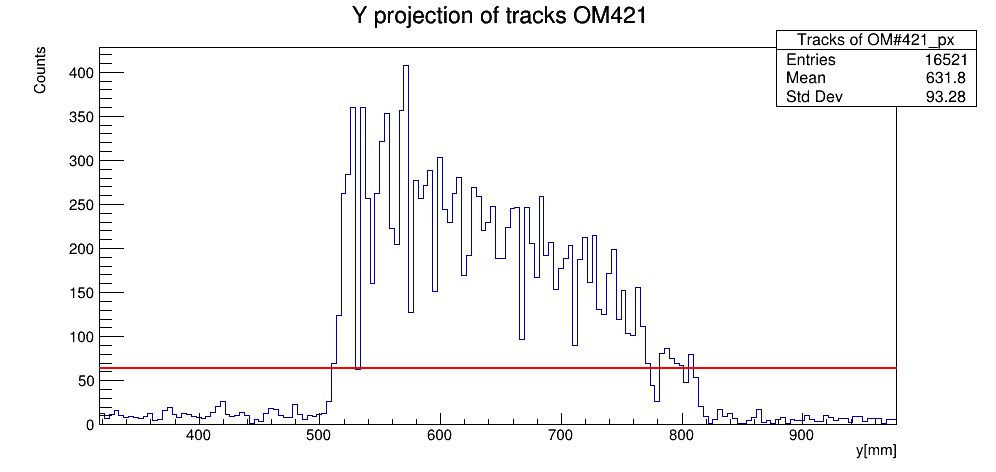 Y projection of tracks OM421
Tracks of OM#421_px
Entries 16521
Mean 631.8
Std Dev 93.28
Counts
400
350
300
250
200
150
100
50
0
400 500 600 700 800 900
y[mm]